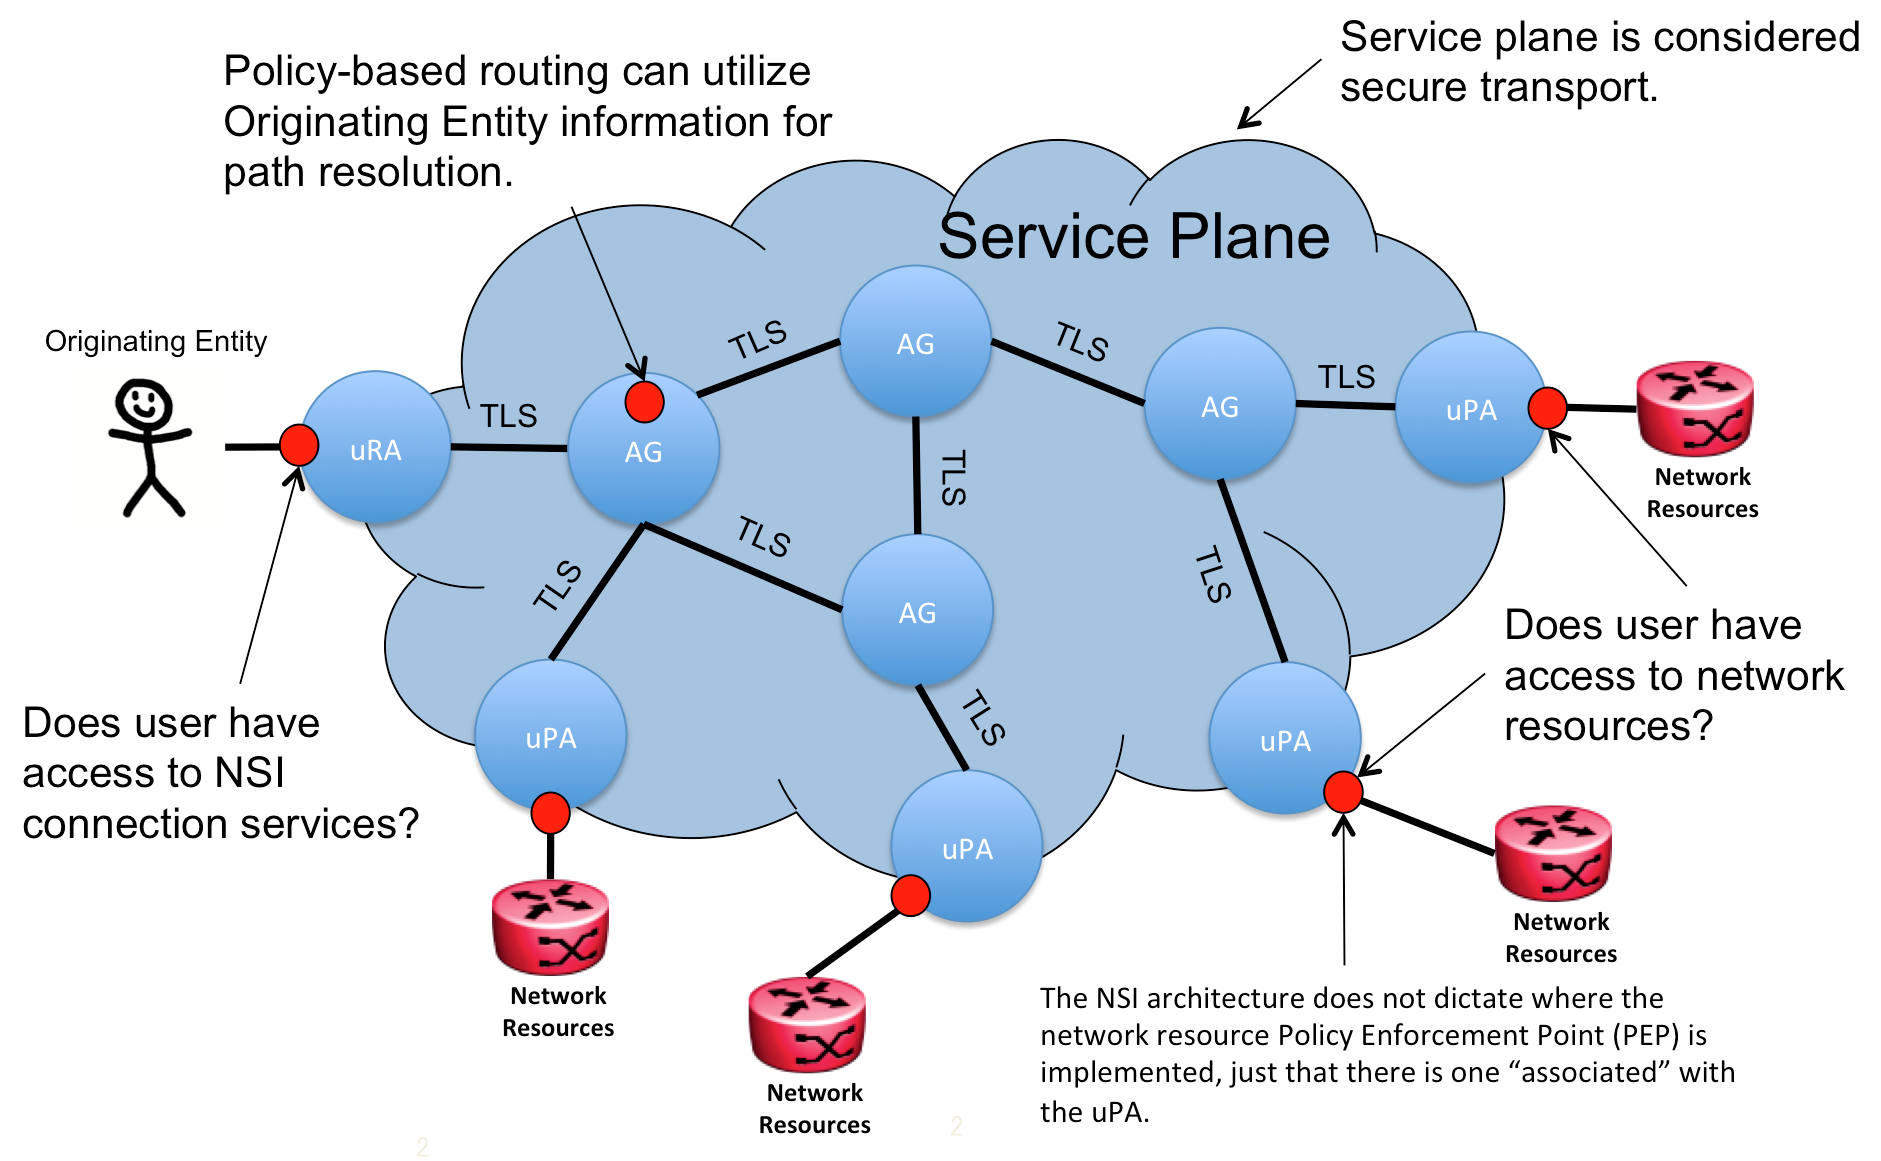 Service plane is considered
secure transport.
Policy-based routing can utilize
Originating Entity information for
path resolution.
Service Plane
Originating Entity
TLS
TLS
TLS
TLS
AG
AG
uPA
uRA
AG
Network
Resources
TLS
TLS
TLS
TLS
AG
Does user have
access to network
resources?
TLS
Does user have
access to NSI
connection services?
uPA
uPA
uPA
Network
Resources
Network
Resources
Network
Resources
The NSI architecture does not dictate where the
network resource Policy Enforcement Point (PEP) is
implemented, just that there is one “associated” with
the uPA.
2
2